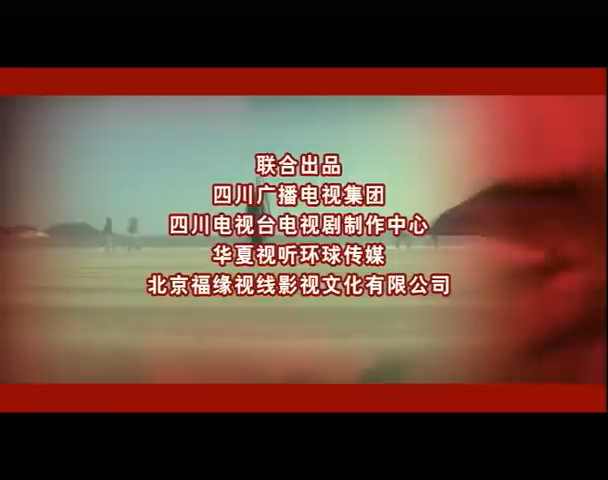 联合出品
四川广播电视集团
四川电视台电视剧制作中心
华夏视听环球传媒
北京福缘视线影视文化有限公司